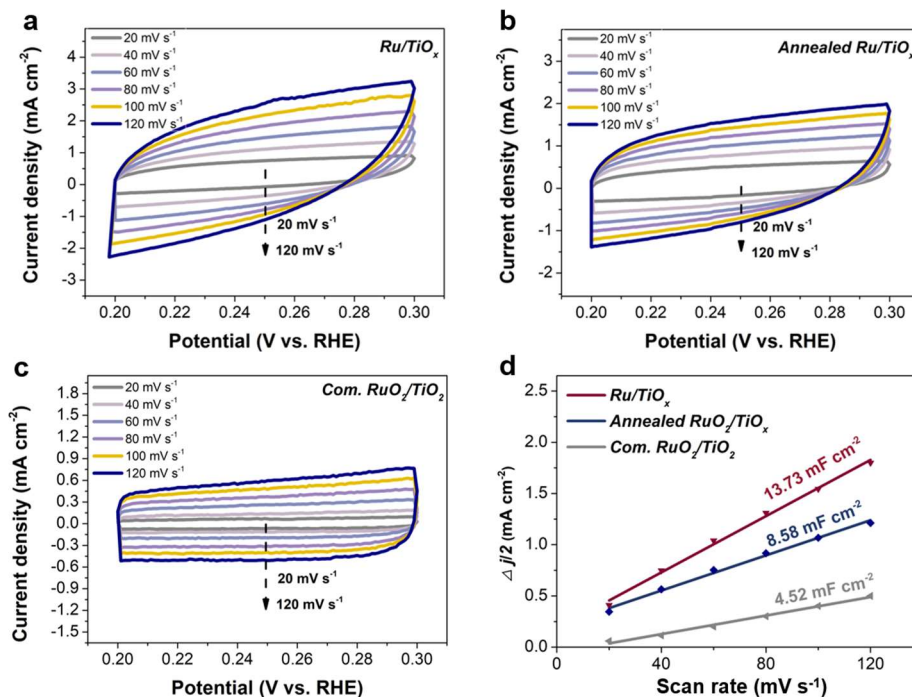 a
20 mV s⁻¹
40 mV s⁻¹
60 mV s⁻¹
80 mV s⁻¹
100 mV s⁻¹
120 mV s⁻¹
Ru/TiOₓ
Current density (mA cm⁻²)
3
2
1
0
-1
-2
-3
20 mV s⁻¹
120 mV s⁻¹
0.20 0.22 0.24 0.26 0.28 0.30
Potential (V vs. RHE)
b
20 mV s⁻¹
40 mV s⁻¹
60 mV s⁻¹
80 mV s⁻¹
100 mV s⁻¹
120 mV s⁻¹
Annealed Ru/TiOₓ
Current density (mA cm⁻²)
4
3
2
1
0
-1
-2
20 mV s⁻¹
120 mV s⁻¹
0.20 0.22 0.24 0.26 0.28 0.30
Potential (V vs. RHE)
c
20 mV s⁻¹
40 mV s⁻¹
60 mV s⁻¹
80 mV s⁻¹
100 mV s⁻¹
120 mV s⁻¹
Com. RuO₂/TiO₂
Current density (mA cm⁻²)
1.8
1.5
1.2
0.9
0.6
0.3
0.0
-0.3
-0.6
-0.9
-1.2
-1.5
20 mV s⁻¹
120 mV s⁻¹
0.20 0.22 0.24 0.26 0.28 0.30
Potential (V vs. RHE)
d
Ru/TiOₓ
Annealed RuO₂/TiOₓ
Com. RuO₂/TiO₂
Δ j/2 (mA cm⁻²)
2.5
2.0
1.5
1.0
0.5
0.0
13.73 mF cm⁻²
8.58 mF cm⁻²
4.52 mF cm⁻²
0 40 80 120
Scan rate (mV s⁻¹)